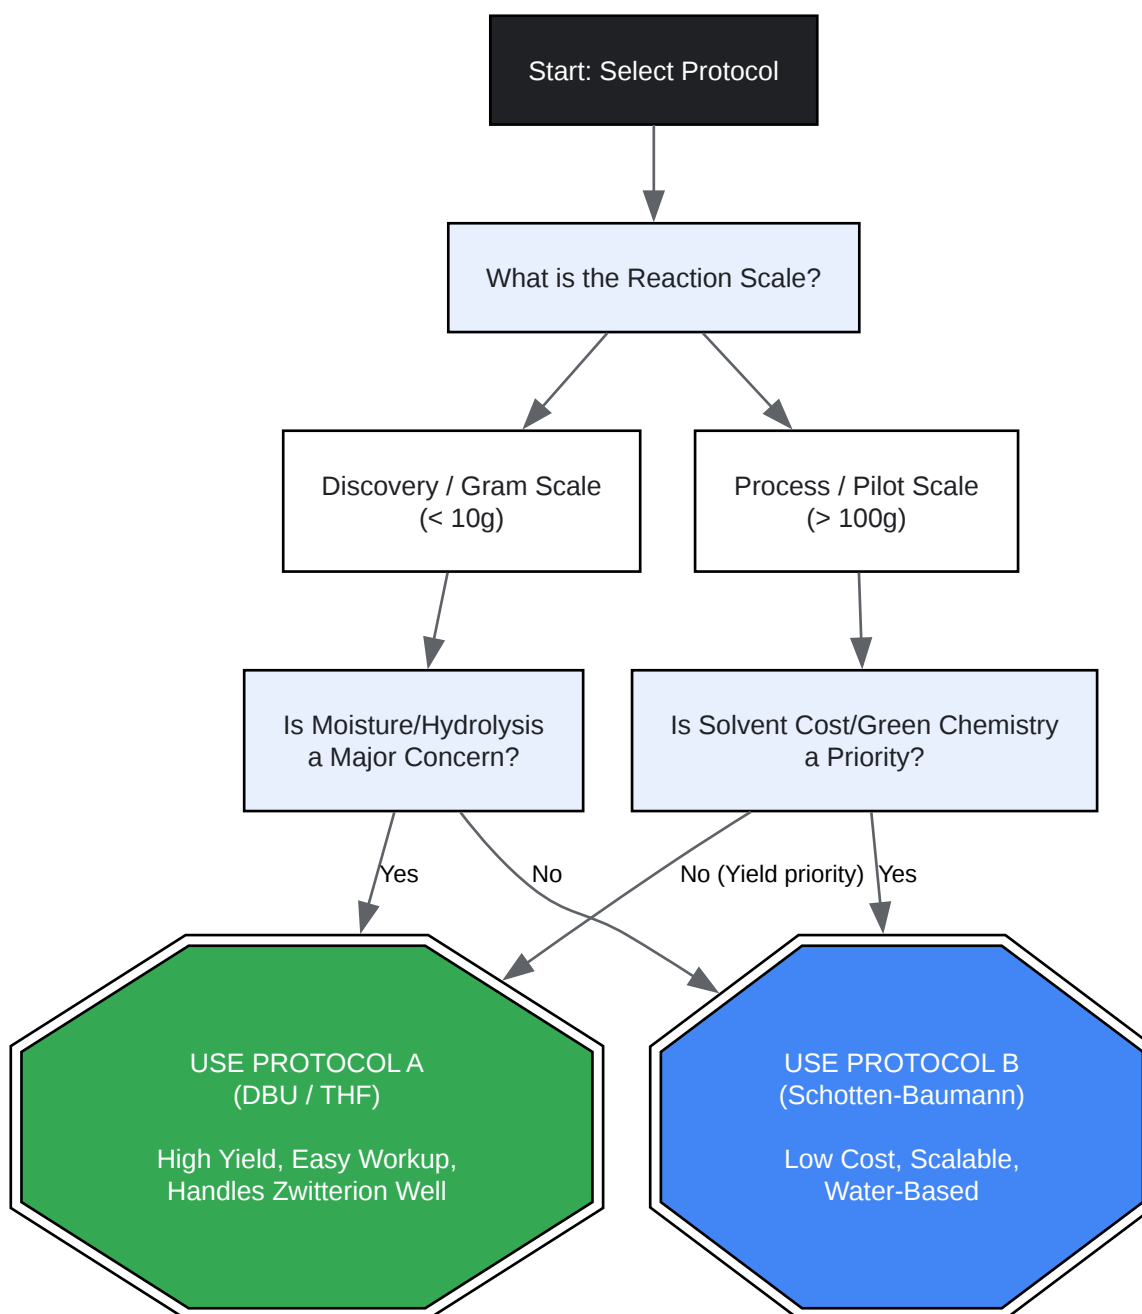 Start: Select Protocol
What is the Reaction Scale?
Discovery / Gram Scale
(< 10g)
Process / Pilot Scale
(> 100g)
Is Moisture/Hydrolysis
a Major Concern?
Is Solvent Cost/Green Chemistry
a Priority?
Yes
No
No (Yield priority)
Yes
USE PROTOCOL A
(DBU / THF)
High Yield, Easy Workup,
Handles Zwitterion Well
USE PROTOCOL B
(Schotten-Baumann)
Low Cost, Scalable,
Water-Based